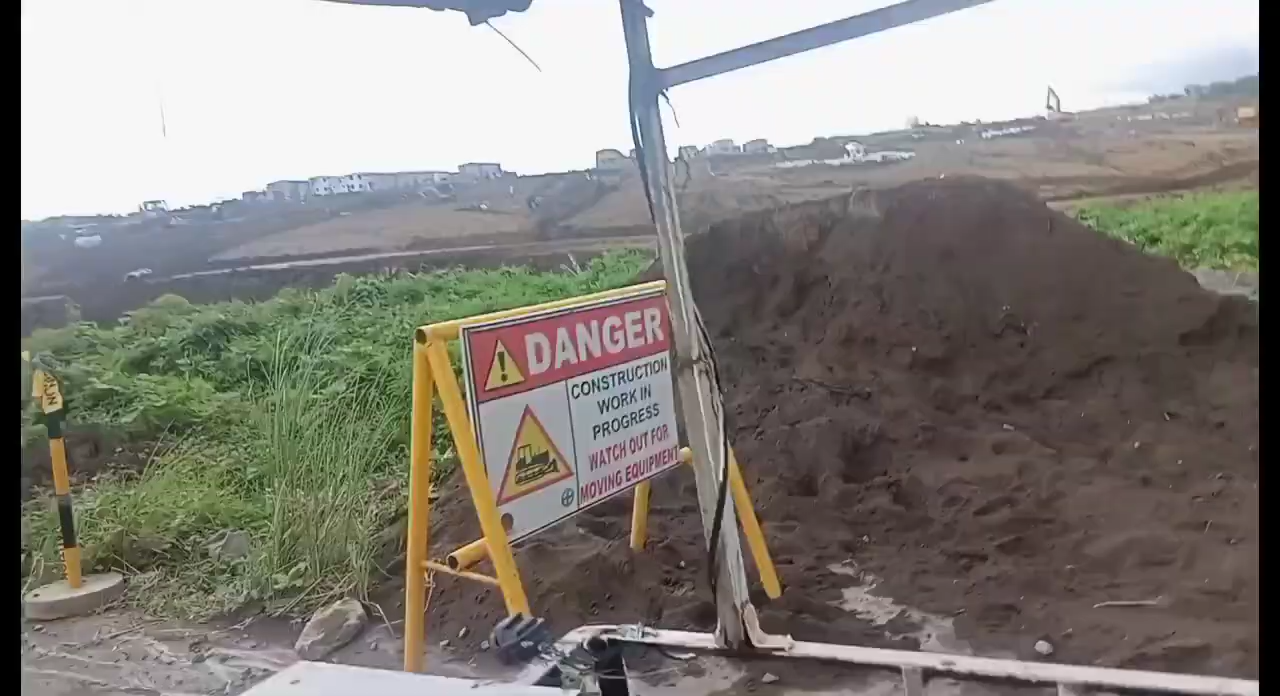 DANGER
CONSTRUCTION
WORK IN
PROGRESS
WATCH OUT FOR
MOVING EQUIPMENT